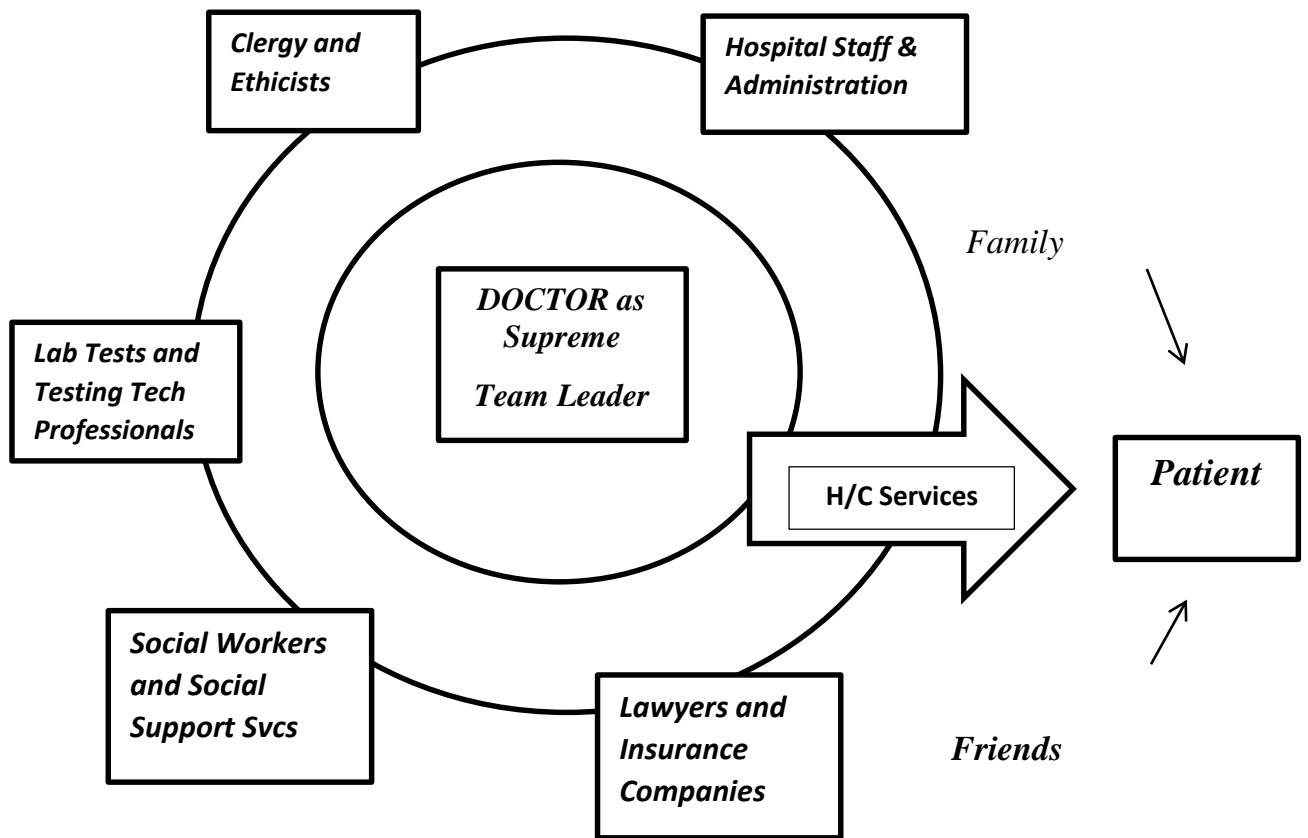 Clergy and
Ethicists
Hospital Staff &
Administration
Family
DOCTOR as
Supreme
Team Leader
Lab Tests and
Testing Tech
Professionals
H/C Services
Patient
Social Workers
and Social
Support Svcs
Lawyers and
Insurance
Companies
Friends